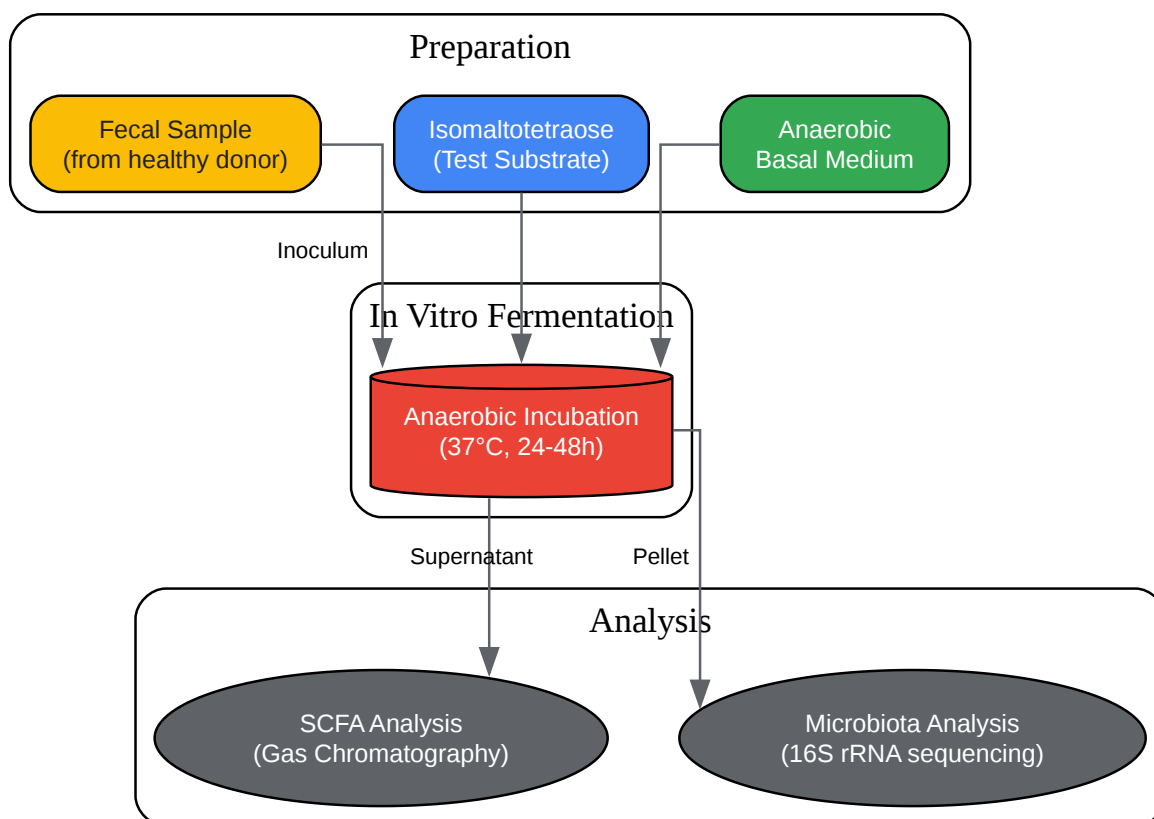 Preparation
Fecal Sample
(from healthy donor)
Isomaltotetraose
(Test Substrate)
Anaerobic
Basal Medium
Inoculum
In Vitro Fermentation
Anaerobic Incubation
(37°C, 24-48h)
Supernatant
Pellet
Analysis
SCFA Analysis
(Gas Chromatography)
Microbiota Analysis
(16S rRNA sequencing)